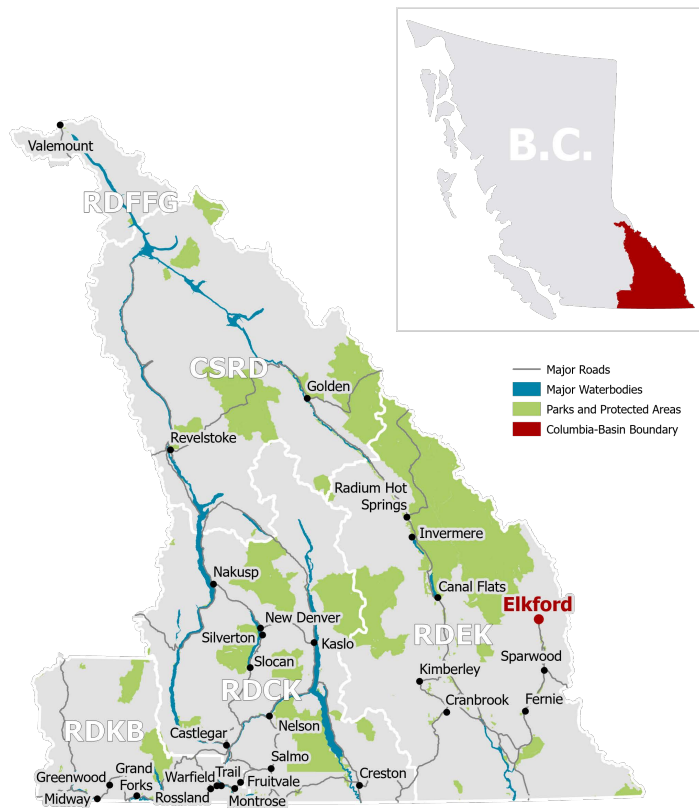 B.C.
Valemount
RDFFG
Major Roads
Major Waterbodies
Parks and Protected Areas
Columbia-Basin Boundary
CSRD
Golden
Revelstoke
Radium Hot
Springs
Invermere
Nakusp
Canal Flats
Elkford
New Denver
Silverton
RDEK
Kaslo
Slocan
Sparwood
Kimberley
RDCK
Cranbrook
Fernie
RDKB
Nelson
Castlegar
Salmo
Greenwood
Grand
Forks
Warfield
Trail
Fruitvale
Creston
Midway
Rossland
Montrose